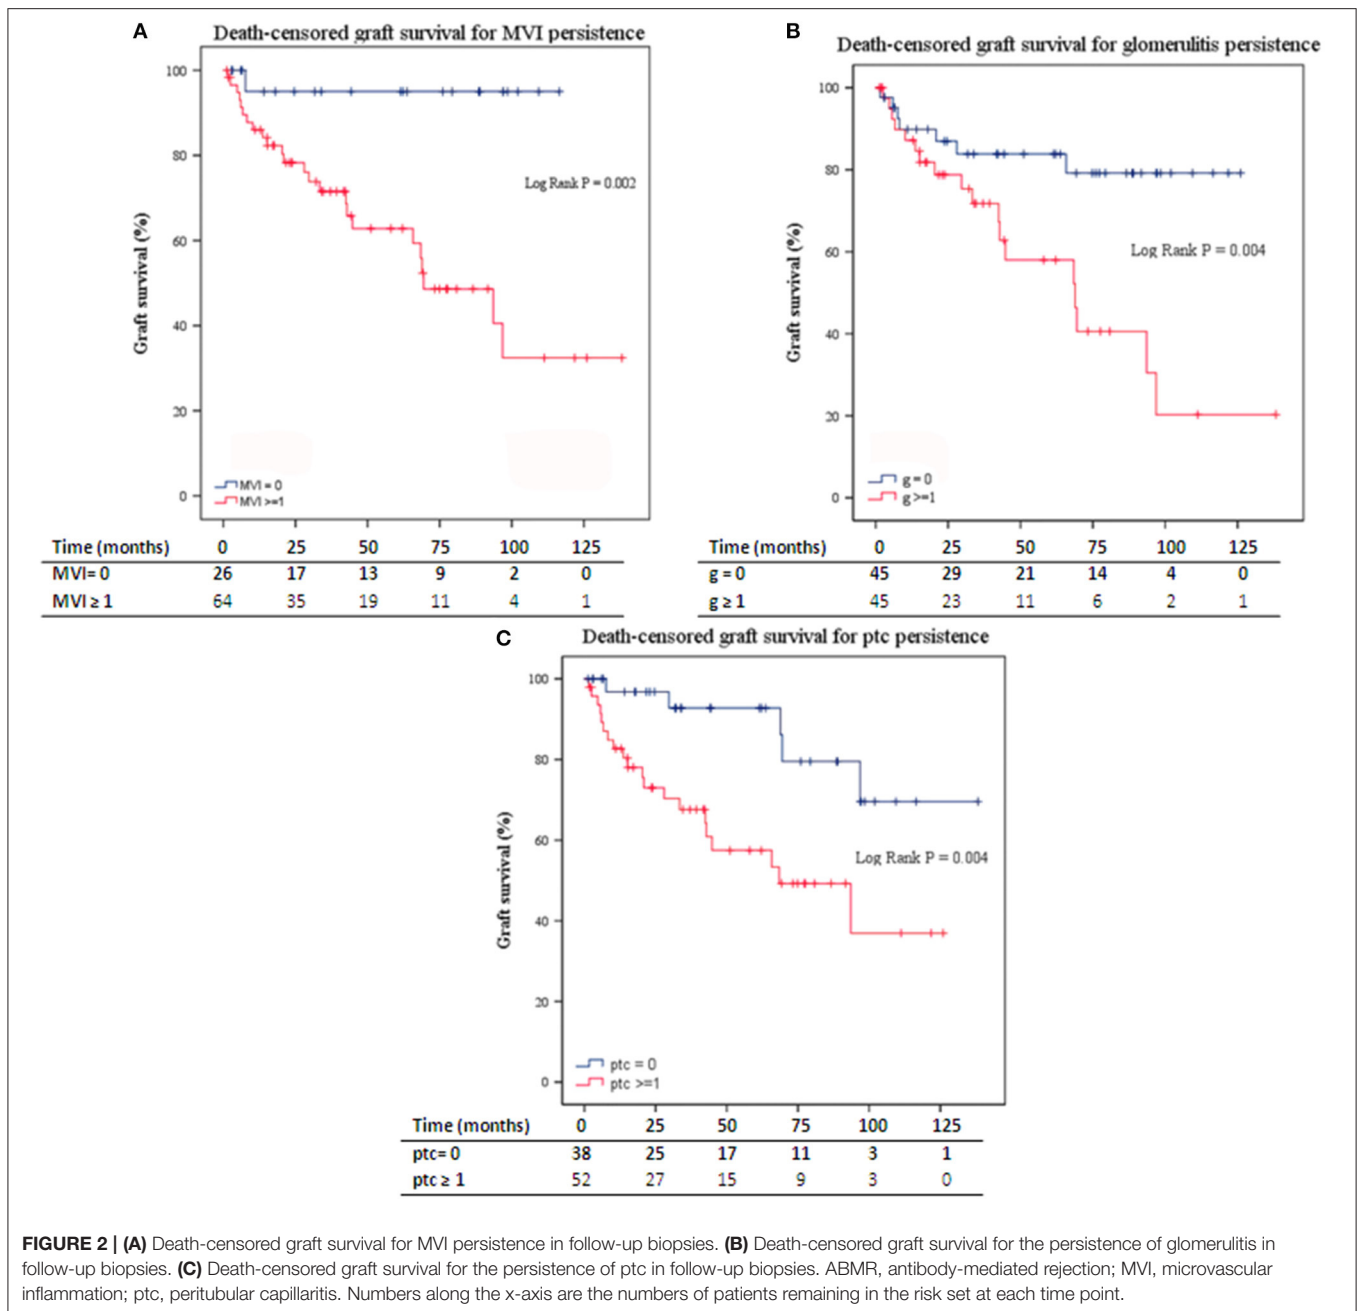 A
Death-censored graft survival for MVI persistence
100
80
60
40
20
0
Graft survival (%)
Log Rank P = 0.002
MVI = 0
MVI >=1
Time (months) 0 25 50 75 100 125
MVI= 0 26 17 13 9 2 0
MVI ≥ 1 64 35 19 11 4 1
B
Death-censored graft survival for glomerulitis persistence
100
80
60
40
20
0
Graft survival (%)
Log Rank P = 0.004
g = 0
g >=1
Time (months) 0 25 50 75 100 125
g = 0 45 29 21 14 4 0
g ≥ 1 45 23 11 6 2 1
C
Death-censored graft survival for ptc persistence
100
80
60
40
20
0
Graft survival (%)
Log Rank P = 0.004
ptc = 0
ptc >=1
Time (months) 0 25 50 75 100 125
ptc= 0 38 25 17 11 3 1
ptc ≥ 1 52 27 15 9 3 0
FIGURE 2 | (A) Death-censored graft survival for MVI persistence in follow-up biopsies. (B) Death-censored graft survival for the persistence of glomerulitis in
follow-up biopsies. (C) Death-censored graft survival for the persistence of ptc in follow-up biopsies. ABMR, antibody-mediated rejection; MVI, microvascular
inflammation; ptc, peritubular capillaritis. Numbers along the x-axis are the numbers of patients remaining in the risk set at each time point.